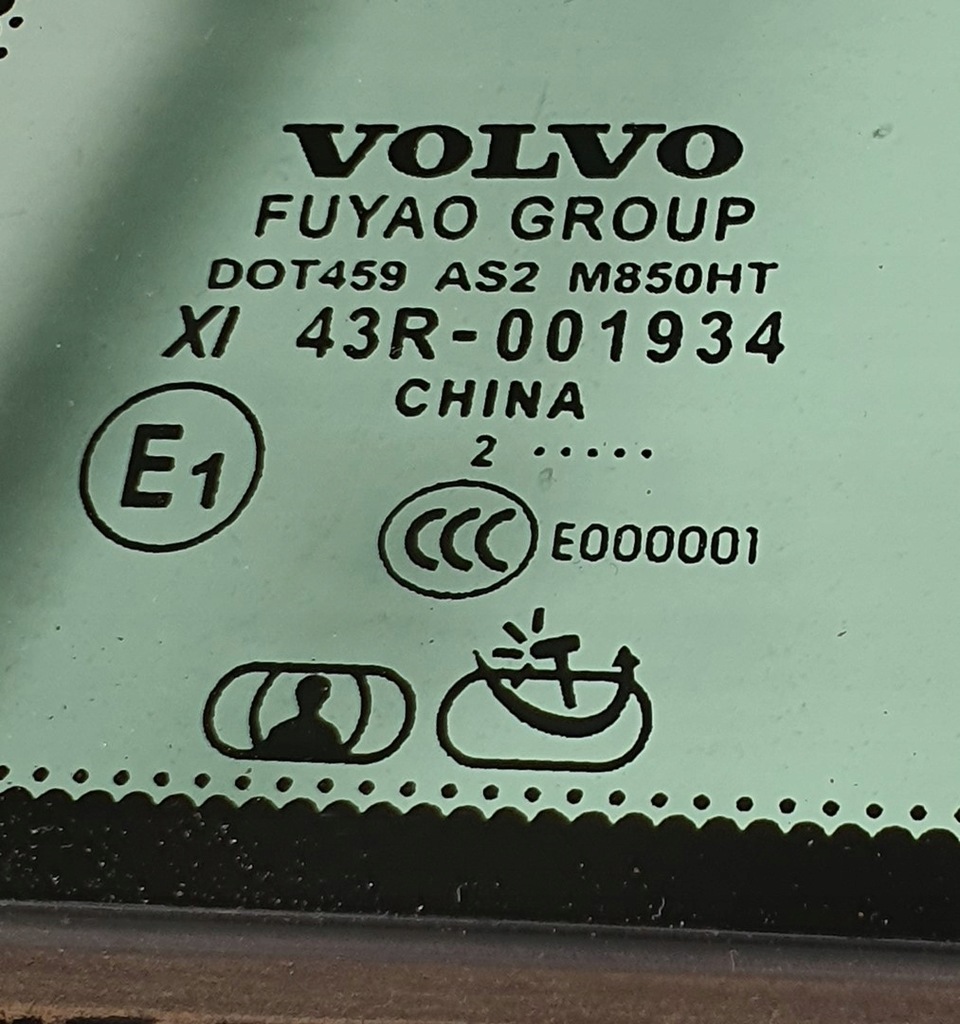 VOLVO
FUYAO GROUP
DOT459 AS2 M850HT
XI 43R-001934
CHINA
2 .....
E1
CCC E000001